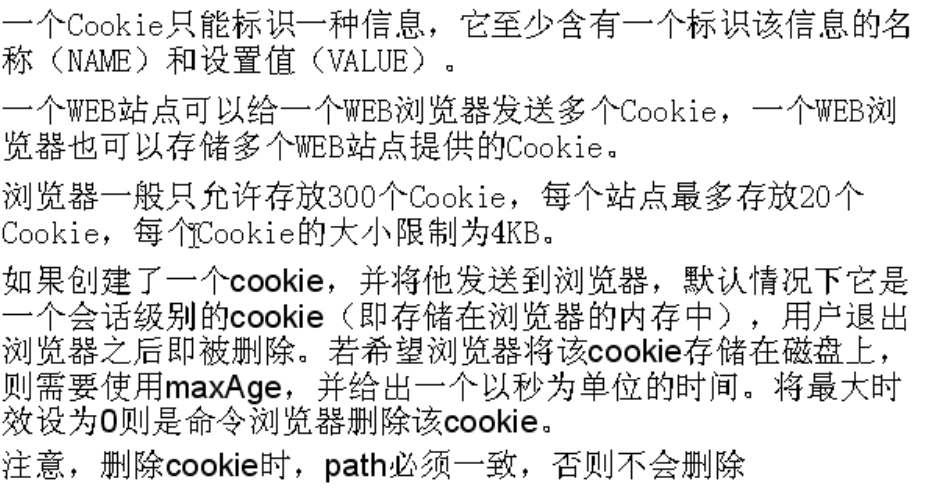 一个Cookie只能标识一种信息，它至少含有一个标识该信息的名
称（NAME）和设置值（VALUE）。
一个WEB站点可以给一个WEB浏览器发送多个Cookie，一个WEB浏
览器也可以存储多个WEB站点提供的Cookie。
浏览器一般只允许存放300个Cookie，每个站点最多存放20个
Cookie，每个Cookie的大小限制为4KB。
如果创建了一个cookie，并将他发送到浏览器，默认情况下它是
一个会话级别的cookie（即存储在浏览器的内存中），用户退出
浏览器之后即被删除。若希望浏览器将该cookie存储在磁盘上，
则需要使用maxAge，并给出一个以秒为单位的时间。将最大时
效设为0则是命令浏览器删除该cookie。
注意，删除cookie时，path必须一致，否则不会删除